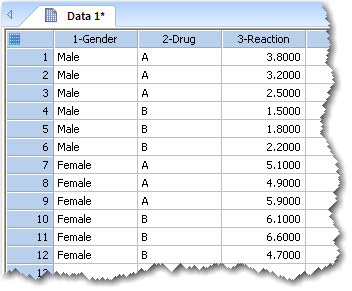 Data 1*
1-Gender 2-Drug 3-Reaction
1 Male A 3.8000
2 Male A 3.2000
3 Male A 2.5000
4 Male B 1.5000
5 Male B 1.8000
6 Male B 2.2000
7 Female A 5.1000
8 Female A 4.9000
9 Female A 5.9000
10 Female B 6.1000
11 Female B 6.6000
12 Female B 4.7000